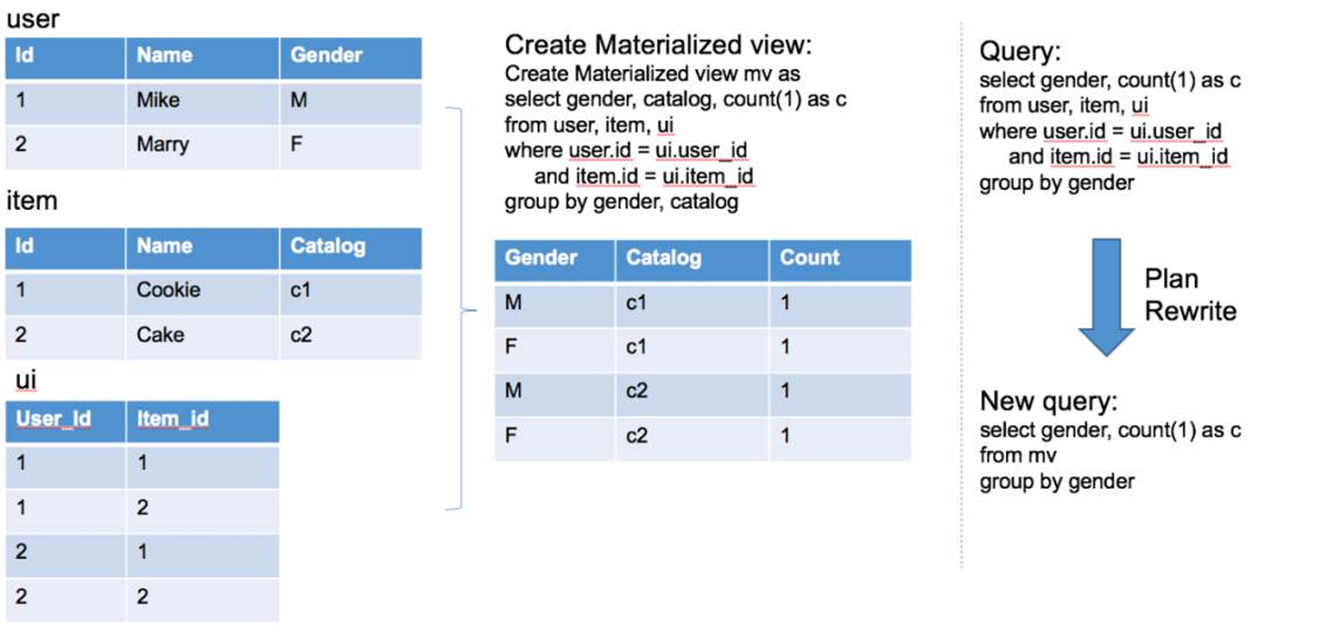 user
Id Name Gender
1 Mike M
2 Marry F
item
Id Name Catalog
1 Cookie c1
2 Cake c2
ui
User_Id Item_id
1 1
1 2
2 1
2 2
Create Materialized view:
Create Materialized view mv as
select gender, catalog, count(1) as c
from user, item, ui
where user.id = ui.user_id
and item.id = ui.item_id
group by gender, catalog
Gender Catalog Count
M c1 1
F c1 1
M c2 1
F c2 1
Query:
select gender, count(1) as c
from user, item, ui
where user.id = ui.user_id
and item.id = ui.item_id
group by gender
Plan
Rewrite
New query:
select gender, count(1) as c
from mv
group by gender